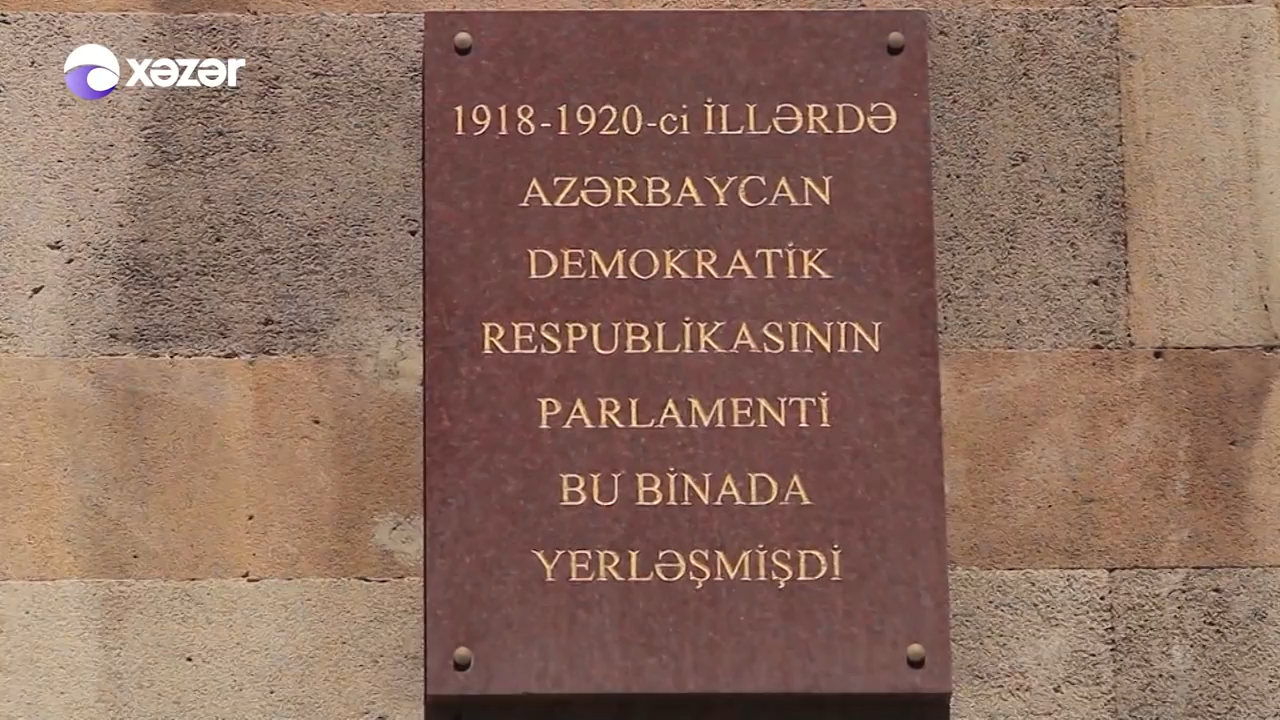 xəzər
1918-1920-ci İLLƏRDƏ
AZƏRBAYCAN
DEMOKRATİK
RESPUBLİKASININ
PARLAMENTİ
BU BİNADA
YERLƏŞMİŞDİ